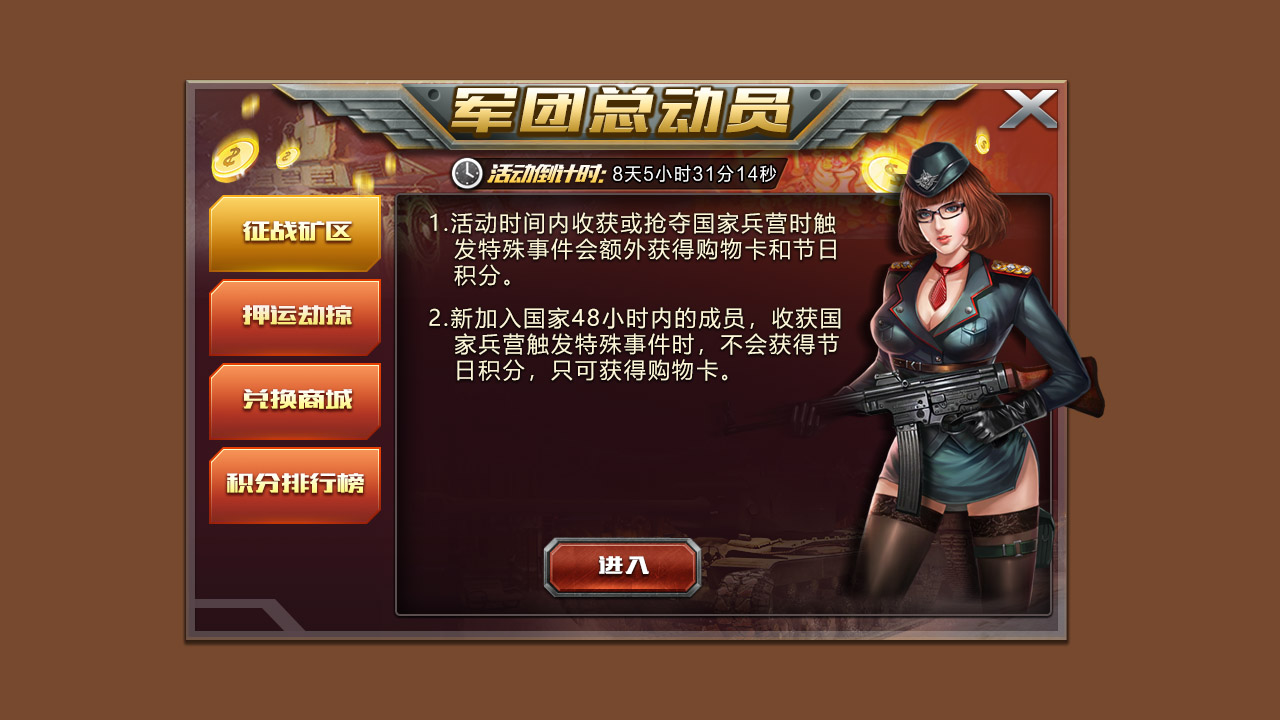 军团总动员
活动倒计时: 8天5小时31分14秒
征战矿区
押运劫掠
兑换商城
积分排行榜
1.活动时间内收获或抢夺国家兵营时触
发特殊事件会额外获得购物卡和节日
积分。
2.新加入国家48小时内的成员，收获国
家兵营触发特殊事件时，不会获得节
日积分，只可获得购物卡。
进入